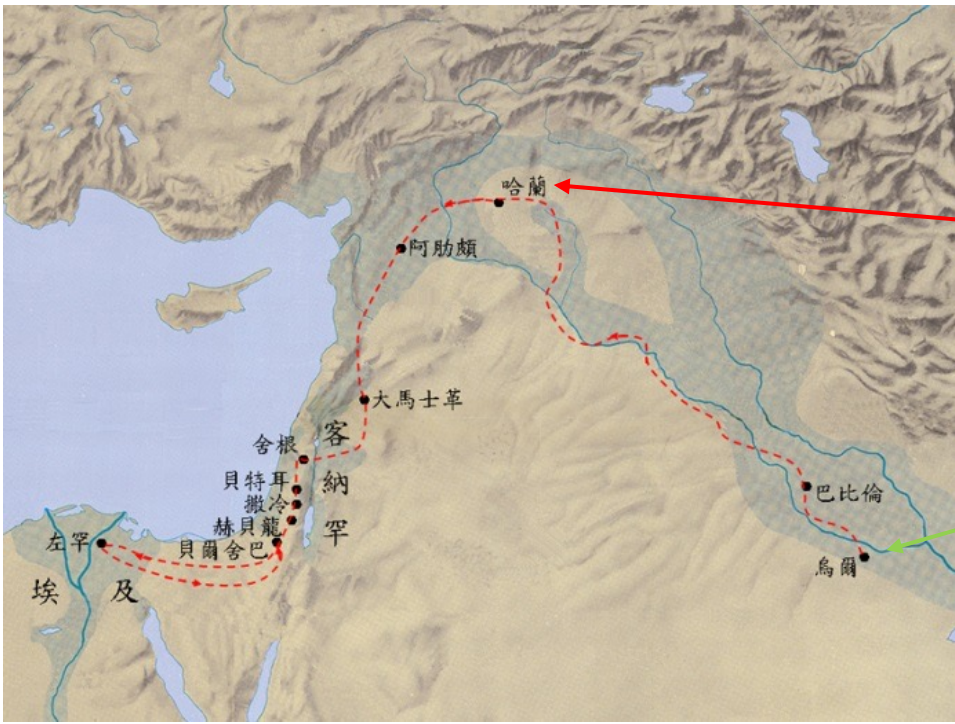 哈蘭
阿肋頗
大馬士革
舍根
客納罕
貝特耳
撒冷
赫貝龍
貝爾舍巴
左罕
埃及
巴比倫
烏爾